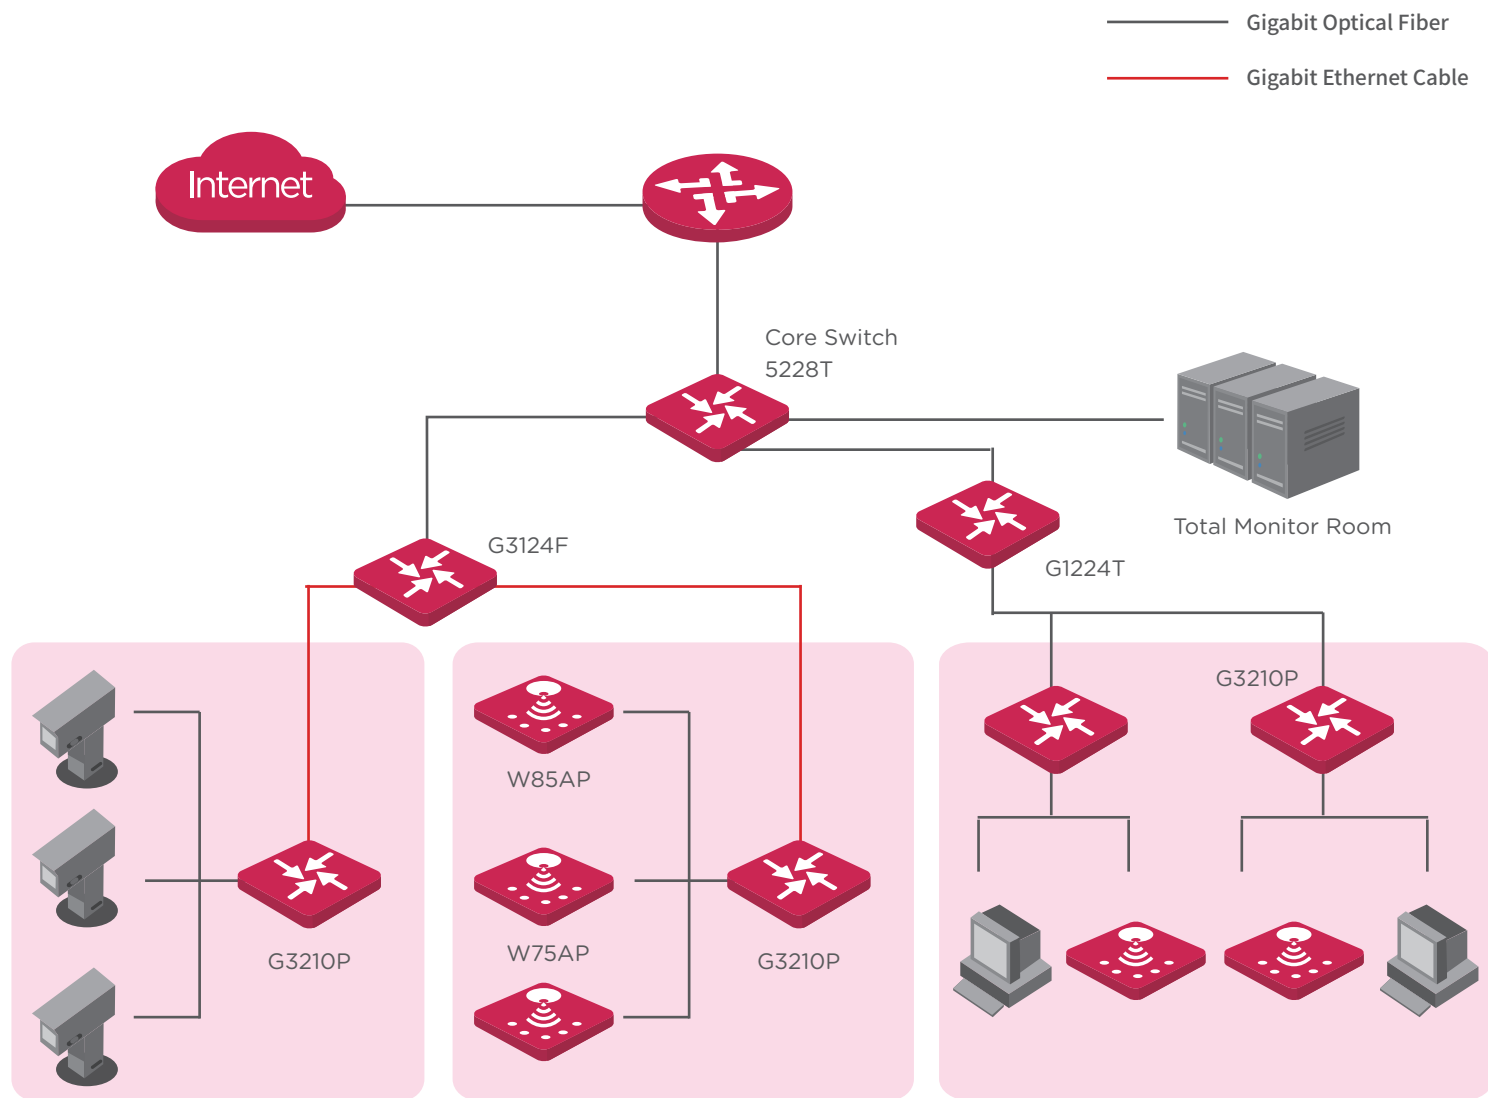 Gigabit Optical Fiber
Gigabit Ethernet Cable
Internet
Core Switch
5228T
Total Monitor Room
G3124F
G1224T
G3210P
W85AP
W75AP
G3210P
G3210P